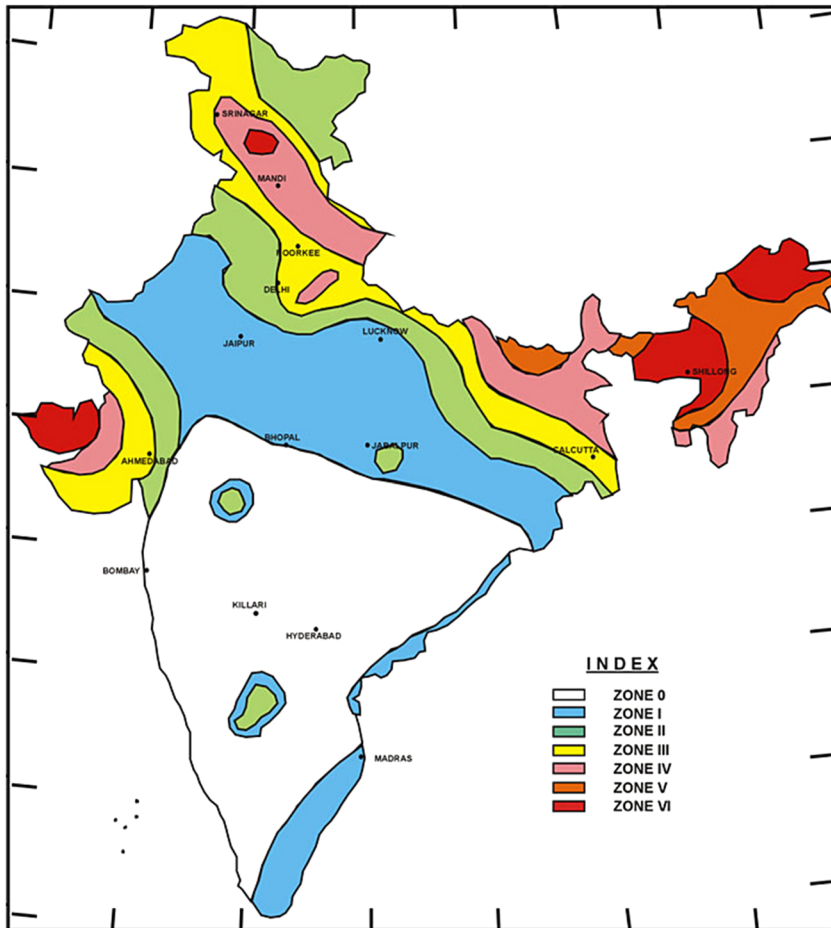 SRINAGAR
MANDI
ROORKEE
DELHI
JAIPUR
LUCKNOW
SHILLONG
BHOPAL
JABALPUR
AHMEDABAD
CALCUTTA
BOMBAY
KILLARI
HYDERABAD
MADRAS
INDEX
ZONE 0
ZONE I
ZONE II
ZONE III
ZONE IV
ZONE V
ZONE VI